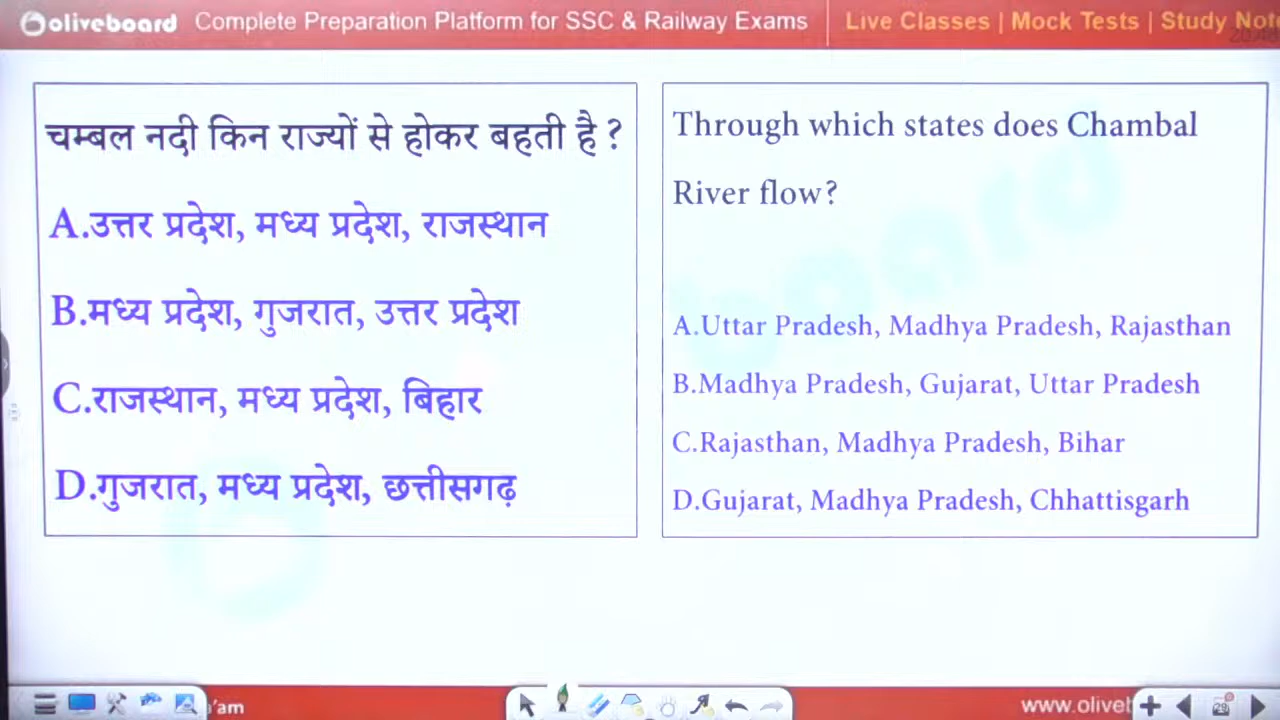 oliveboard Complete Preparation Platform for SSC & Railway Exams Live Classes | Mock Tests | Study
चम्बल नदी किन राज्यों से होकर बहती है ?
A.उत्तर प्रदेश, मध्य प्रदेश, राजस्थान
B.मध्य प्रदेश, गुजरात, उत्तर प्रदेश
C.राजस्थान, मध्य प्रदेश, बिहार
D.गुजरात, मध्य प्रदेश, छत्तीसगढ़
Through which states does Chambal
River flow?
A.Uttar Pradesh, Madhya Pradesh, Rajasthan
B.Madhya Pradesh, Gujarat, Uttar Pradesh
C.Rajasthan, Madhya Pradesh, Bihar
D.Gujarat, Madhya Pradesh, Chhattisgarh
29